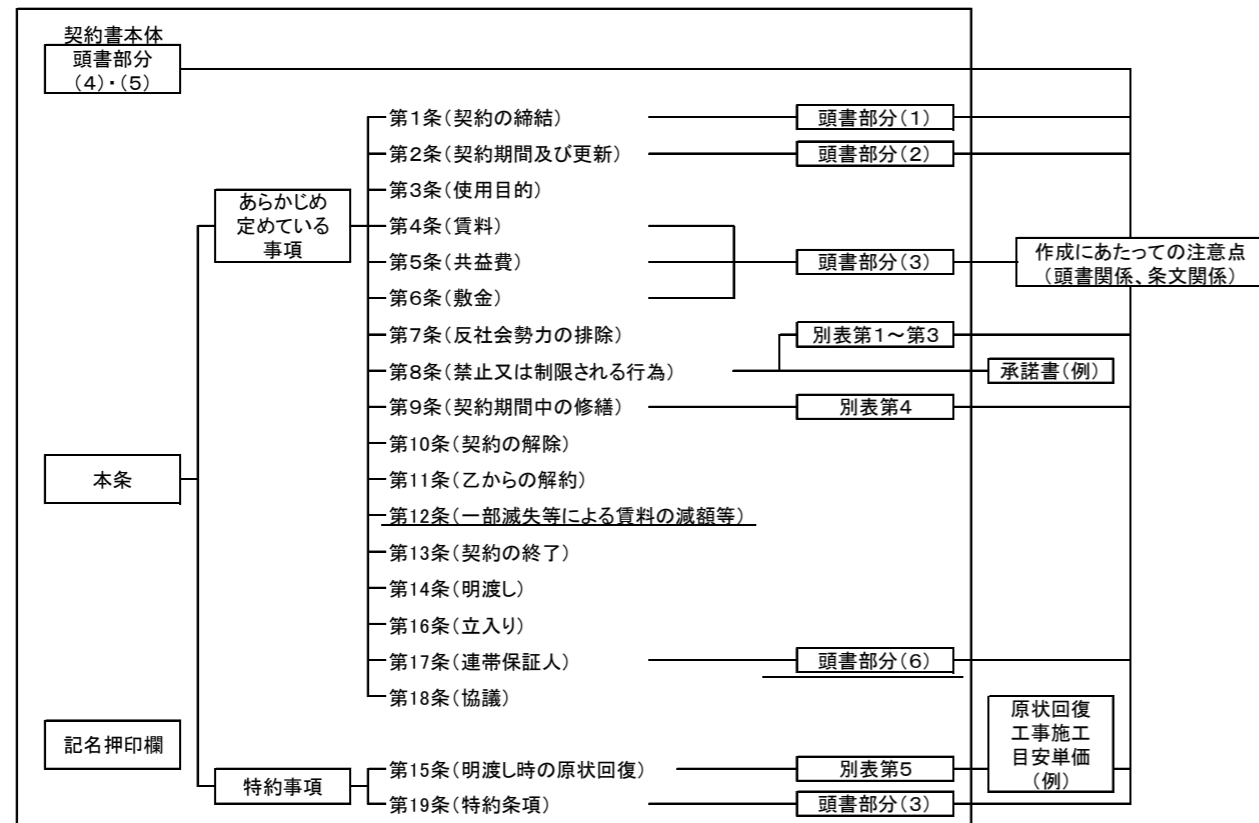 契約書本体
頭書部分
(4)・(5)
第1条(契約の締結)
頭書部分(1)
第2条(契約期間及び更新)
頭書部分(2)
あらかじめ
定めている
事項
第3条(使用目的)
第4条(賃料)
第5条(共益費)
頭書部分(3)
作成にあたっての注意点
(頭書関係、条文関係)
第6条(敷金)
第7条(反社会勢力の排除)
別表第1～第3
第8条(禁止又は制限される行為)
承諾書(例)
第9条(契約期間中の修繕)
別表第4
第10条(契約の解除)
本条
第11条(乙からの解約)
第12条(一部滅失等による賃料の減額等)
第13条(契約の終了)
第14条(明渡し)
第16条(立入り)
第17条(連帯保証人)
頭書部分(6)
第18条(協議)
記名押印欄
特約事項
第15条(明渡し時の原状回復)
別表第5
原状回復
工事施工
目安単価
(例)
第19条(特約条項)
頭書部分(3)